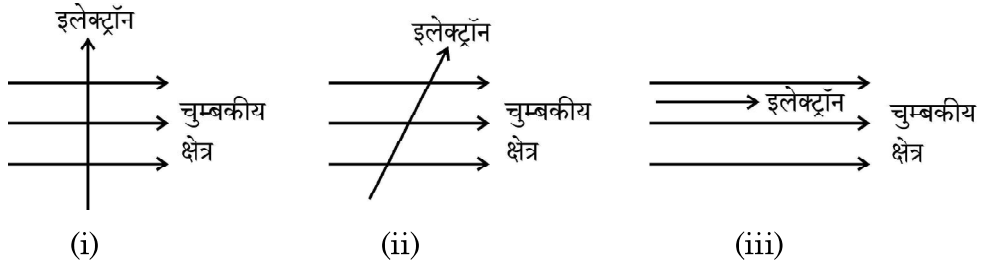 इलेक्ट्रॉन
चुम्बकीय
क्षेत्र
(i)
इलेक्ट्रॉन
चुम्बकीय
क्षेत्र
(ii)
इलेक्ट्रॉन
चुम्बकीय
क्षेत्र
(iii)